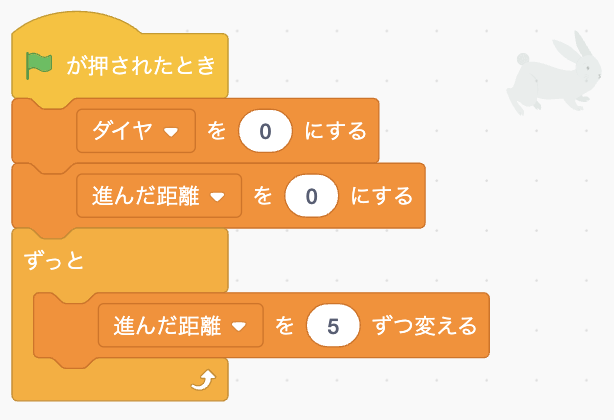 が押されたとき
ダイヤ を 0 にする
進んだ距離 を 0 にする
ずっと
進んだ距離 を 5 ずつ変える